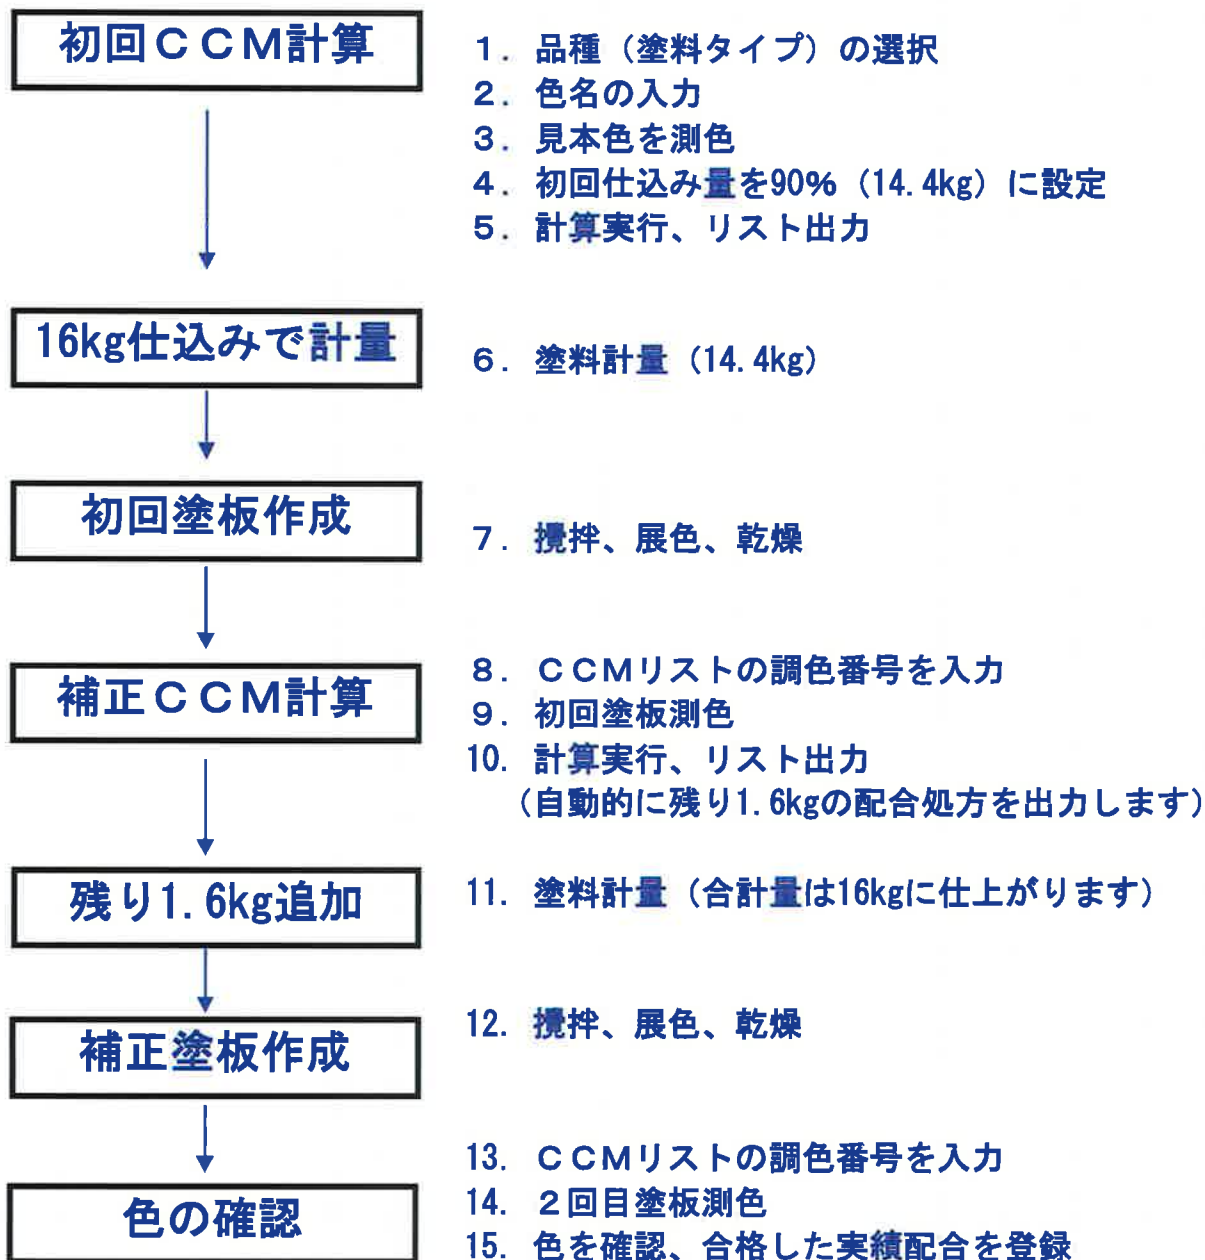 初回ＣＣＭ計算
１．品種（塗料タイプ）の選択
２．色名の入力
３．見本色を測色
４．初回仕込み量を90%（14.4kg）に設定
５．計算実行、リスト出力
16kg仕込みで計量
６．塗料計量（14.4kg）
初回塗板作成
７．攪拌、展色、乾燥
補正ＣＣＭ計算
８．ＣＣＭリストの調色番号を入力
９．初回塗板測色
10．計算実行、リスト出力
（自動的に残り1.6kgの配合処方を出力します）
残り1.6kg追加
11．塗料計量（合計量は16kgに仕上がります）
補正塗板作成
12．攪拌、展色、乾燥
色の確認
13．ＣＣＭリストの調色番号を入力
14．２回目塗板測色
15．色を確認、合格した実績配合を登録